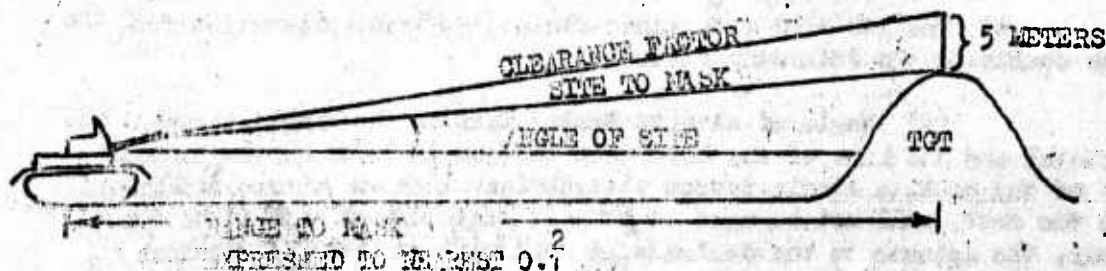 CLEARANCE FACTOR
5 METERS
SITE TO MASK
ANGLE OF SITE
TGT
RANGE TO MASK
2
EXPRESSED TO NEAREST 0.1